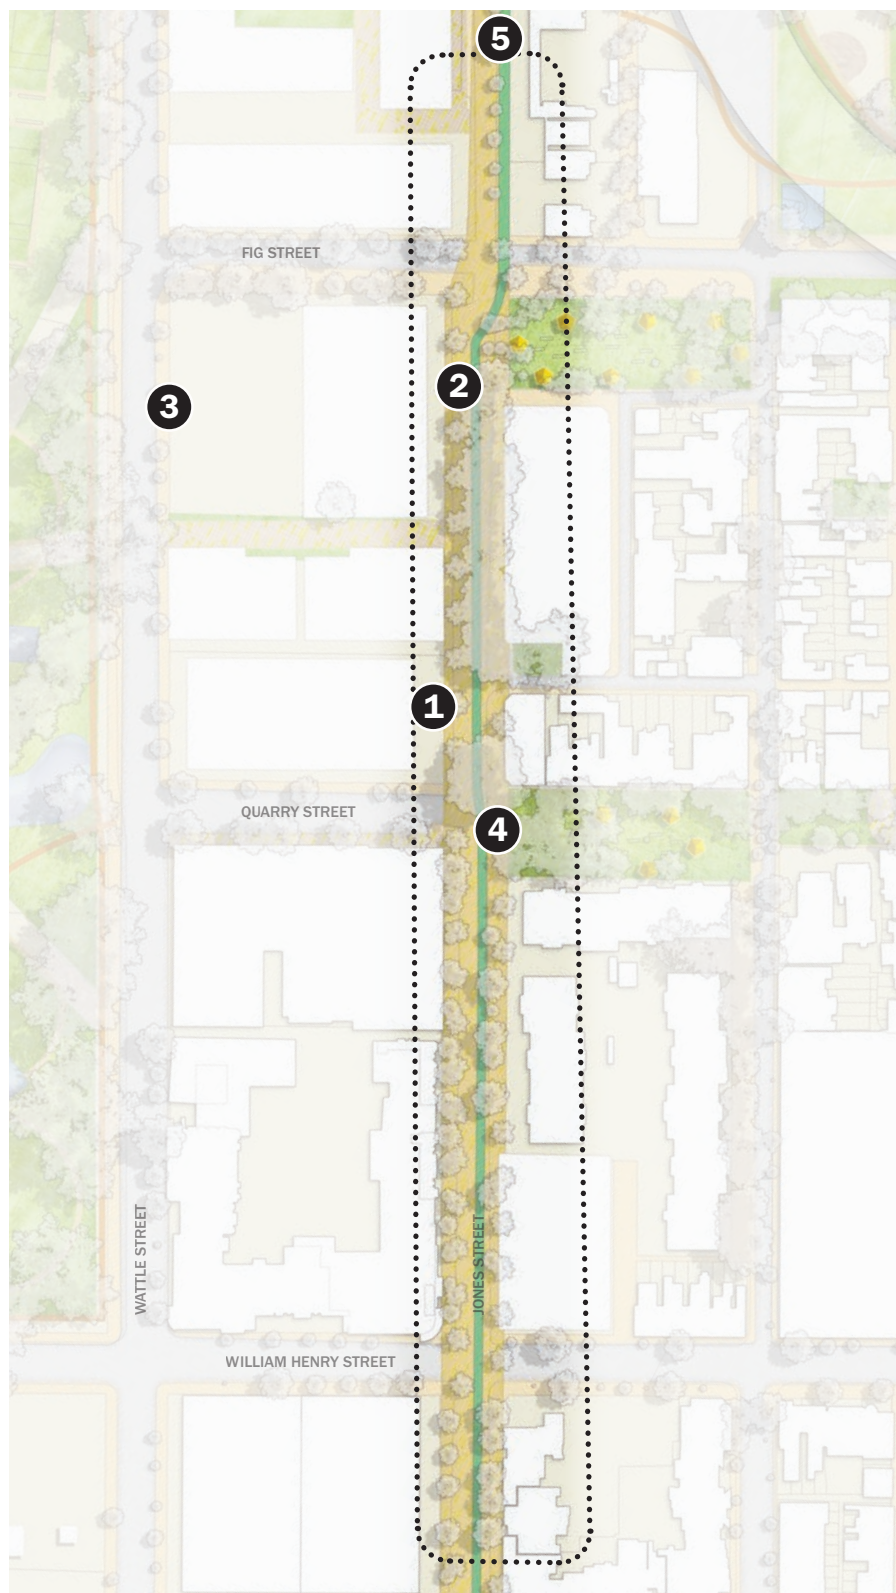 5
FIG STREET
2
3
1
QUARRY STREET
4
WATTLE STREET
JONES STREET
WILLIAM HENRY STREET